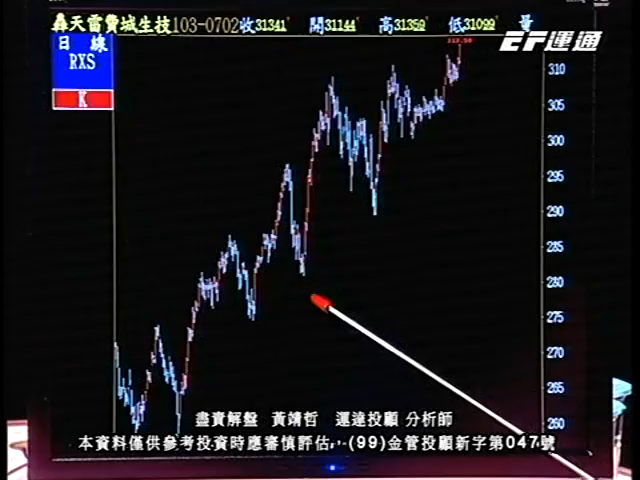 轟天雷費城生技103-0702收31341' 開31144' 高31359' 低31099' 量
日線
RXS
K
EF運通
313.58
310
305
300
295
290
285
280
275
270
265
260
盡資解盤 黃靖哲 運達投顧 分析師
本資料僅供參考投資時應審慎評估...(99)金管投顧新字第047號